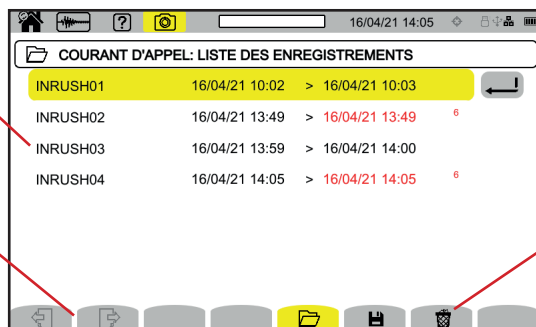 ? 16/04/21 14:05
COURANT D'APPEL: LISTE DES ENREGISTREMENTS
INRUSH01 16/04/21 10:02 > 16/04/21 10:03
INRUSH02 16/04/21 13:49 > 16/04/21 13:49 6
INRUSH03 16/04/21 13:59 > 16/04/21 14:00
INRUSH04 16/04/21 14:05 > 16/04/21 14:05 6